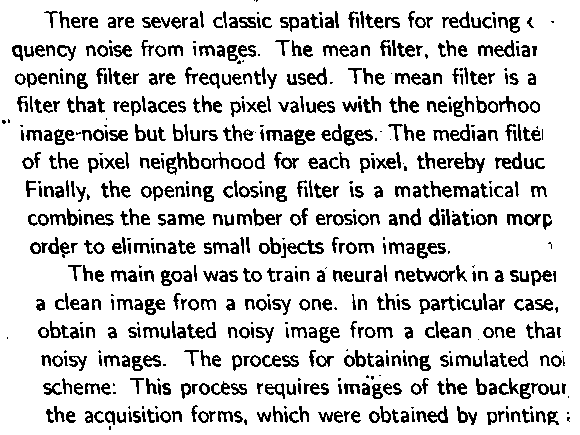 There are several classic spatial filters for reducing
quency noise from images. The mean filter, the median
opening filter are frequently used. The mean filter is a
filter that replaces the pixel values with the neighborhoo
image-noise but blurs the image edges. The median filte
of the pixel neighborhood for each pixel, thereby reduc
Finally, the opening closing filter is a mathematical m
combines the same number of erosion and dilation morp
order to eliminate small objects from images.
The main goal was to train a neural network in a super
a clean image from a noisy one. In this particular case,
obtain a simulated noisy image from a clean one that
noisy images. The process for obtaining simulated noi
scheme: This process requires images of the backgroun
the acquisition forms, which were obtained by printing